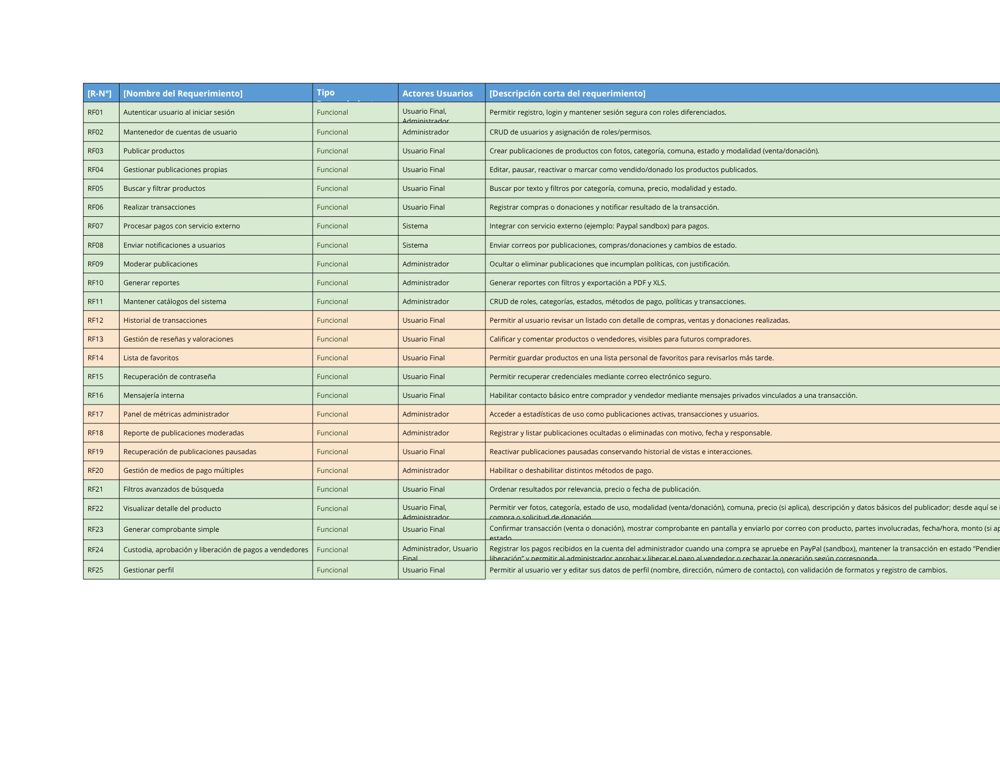 [R-N°] [Nombre del Requerimiento] Tipo Actores Usuarios [Descripción corta del requerimiento]
RF01 Autenticar usuario al iniciar sesión Funcional Usuario Final, Administrador Permitir registro, login y mantener sesión segura con roles diferenciados.
RF02 Mantenedor de cuentas de usuario Funcional Administrador CRUD de usuarios y asignación de roles/permisos.
RF03 Publicar productos Funcional Usuario Final Crear publicaciones de productos con fotos, categoría, comuna, estado y modalidad (venta/donación).
RF04 Gestionar publicaciones propias Funcional Usuario Final Editar, pausar, reactivar o marcar como vendido/donado los productos publicados.
RF05 Buscar y filtrar productos Funcional Usuario Final Buscar por texto y filtros por categoría, comuna, precio, modalidad y estado.
RF06 Realizar transacciones Funcional Usuario Final Registrar compras o donaciones y notificar resultado de la transacción.
RF07 Procesar pagos con servicio externo Funcional Sistema Integrar con servicio externo (ejemplo: Paypal sandbox) para pagos.
RF08 Enviar notificaciones a usuarios Funcional Sistema Enviar correos por publicaciones, compras/donaciones y cambios de estado.
RF09 Moderar publicaciones Funcional Administrador Ocultar o eliminar publicaciones que incumplan políticas, con justificación.
RF10 Generar reportes Funcional Administrador Generar reportes con filtros y exportación a PDF y XLS.
RF11 Mantener catálogos del sistema Funcional Administrador CRUD de roles, categorías, estados, métodos de pago, políticas y transacciones.
RF12 Historial de transacciones Funcional Usuario Final Permitir al usuario revisar un listado con detalle de compras, ventas y donaciones realizadas.
RF13 Gestión de reseñas y valoraciones Funcional Usuario Final Calificar y comentar productos o vendedores, visibles para futuros compradores.
RF14 Lista de favoritos Funcional Usuario Final Permitir guardar productos en una lista personal de favoritos para revisarlos más tarde.
RF15 Recuperación de contraseña Funcional Usuario Final Permitir recuperar credenciales mediante correo electrónico seguro.
RF16 Mensajería interna Funcional Usuario Final Habilitar contacto básico entre comprador y vendedor mediante mensajes privados vinculados a una transacción.
RF17 Panel de métricas administrador Funcional Administrador Acceder a estadísticas de uso como publicaciones activas, transacciones y usuarios.
RF18 Reporte de publicaciones moderadas Funcional Administrador Registrar y listar publicaciones ocultadas o eliminadas con motivo, fecha y responsable.
RF19 Recuperación de publicaciones pausadas Funcional Usuario Final Reactivar publicaciones pausadas conservando historial de vistas e interacciones.
RF20 Gestión de medios de pago múltiples Funcional Administrador Habilitar o deshabilitar distintos métodos de pago.
RF21 Filtros avanzados de búsqueda Funcional Usuario Final Ordenar resultados por relevancia, precio o fecha de publicación.
RF22 Visualizar detalle del producto Funcional Usuario Final, Administrador Permitir ver fotos, categoría, estado de uso, modalidad (venta/donación), comuna, precio (si aplica), descripción y datos básicos del publicador; desde aquí se
compra o solicitud de donación.
RF23 Generar comprobante simple Funcional Usuario Final Confirmar transacción (venta o donación), mostrar comprobante en pantalla y enviarlo por correo con producto, partes involucradas, fecha/hora, monto (si
estado.
RF24 Custodia, aprobación y liberación de pagos a vendedores Funcional Administrador, Usuario Final Registrar los pagos recibidos en la cuenta del administrador cuando una compra se apruebe en PayPal (sandbox), mantener la transacción en estado
liberación” y permitir al administrador aprobar y liberar el pago al vendedor o rechazar la operación según corresponda.
RF25 Gestionar perfil Funcional Usuario Final Permitir al usuario ver y editar sus datos de perfil (nombre, dirección, número de contacto), con validación de formatos y registro de cambios.